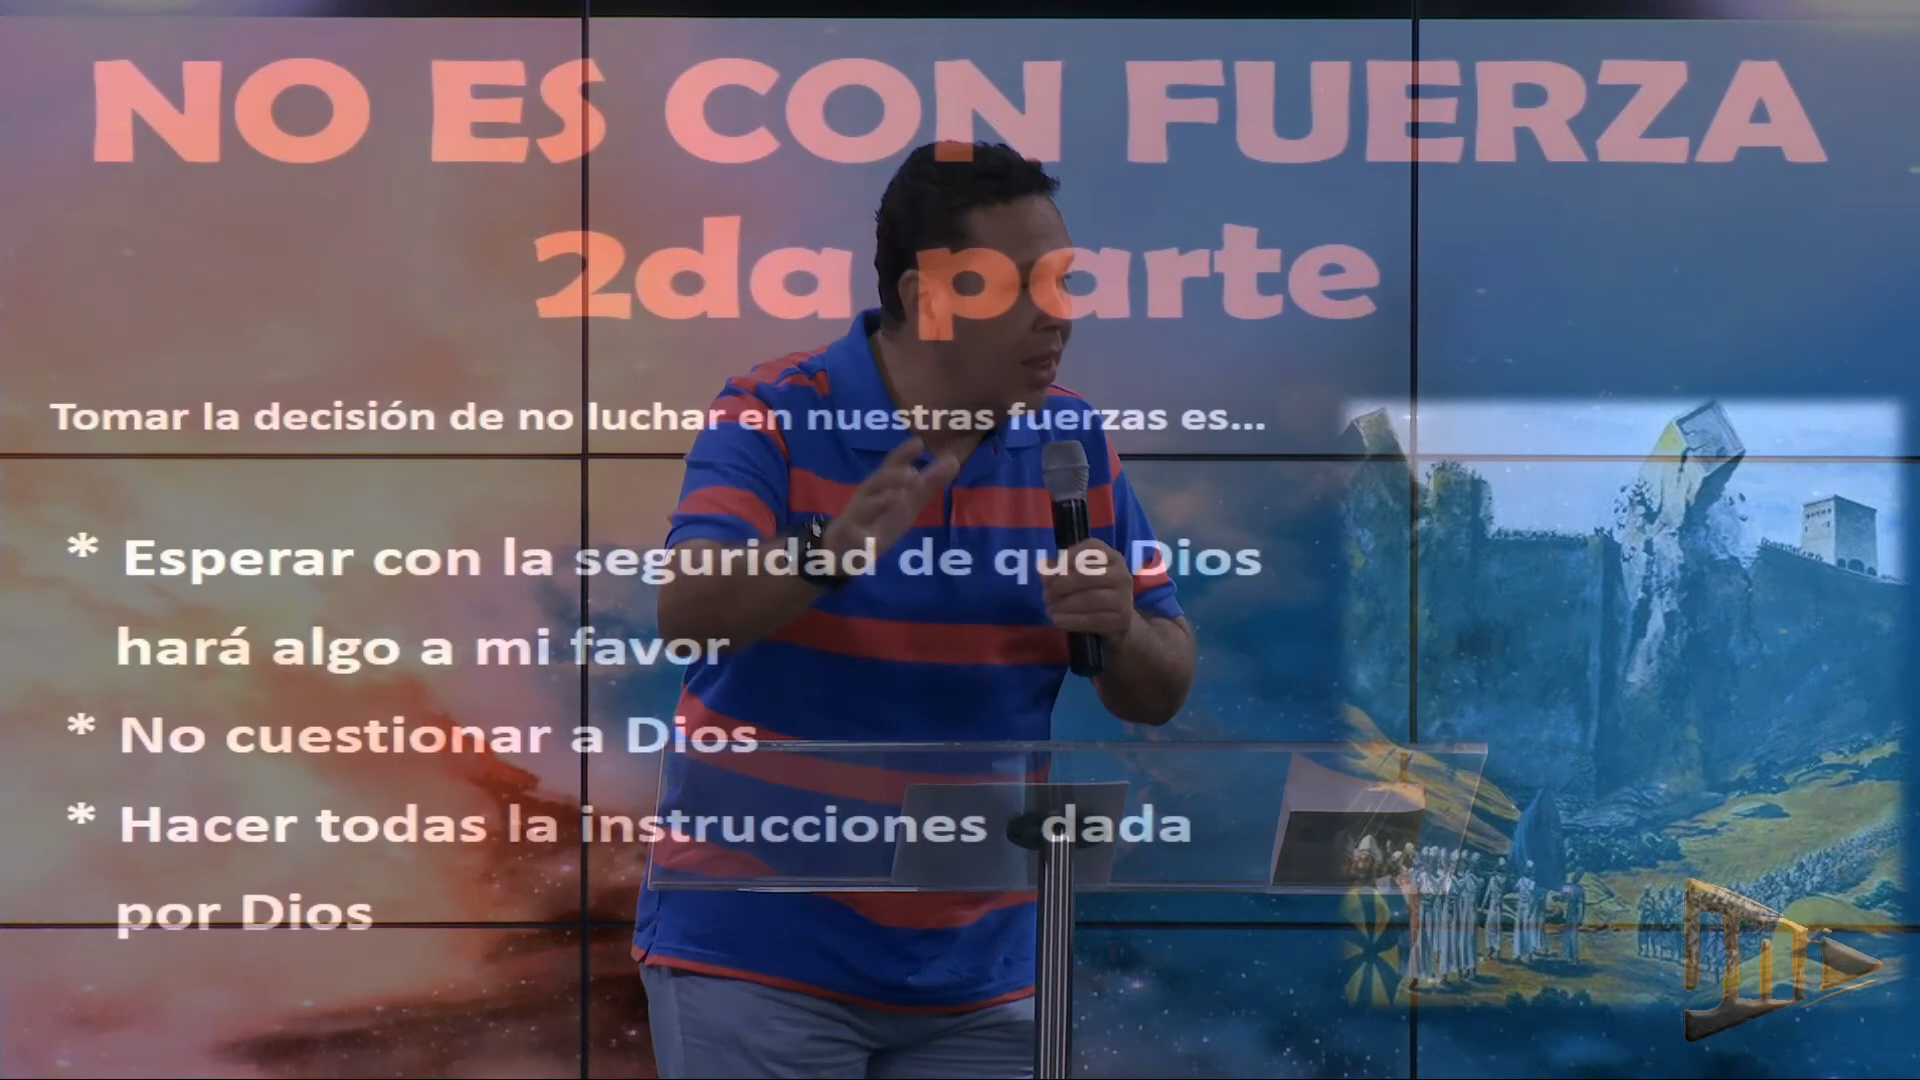 NO ES CON FUERZA
2da parte
Tomar la decisión de no luchar en nuestras fuerzas es...
* Esperar con la seguridad de que Dios
hará algo a mi favor
* No cuestionar a Dios
* Hacer todas la instrucciones dada
por Dios